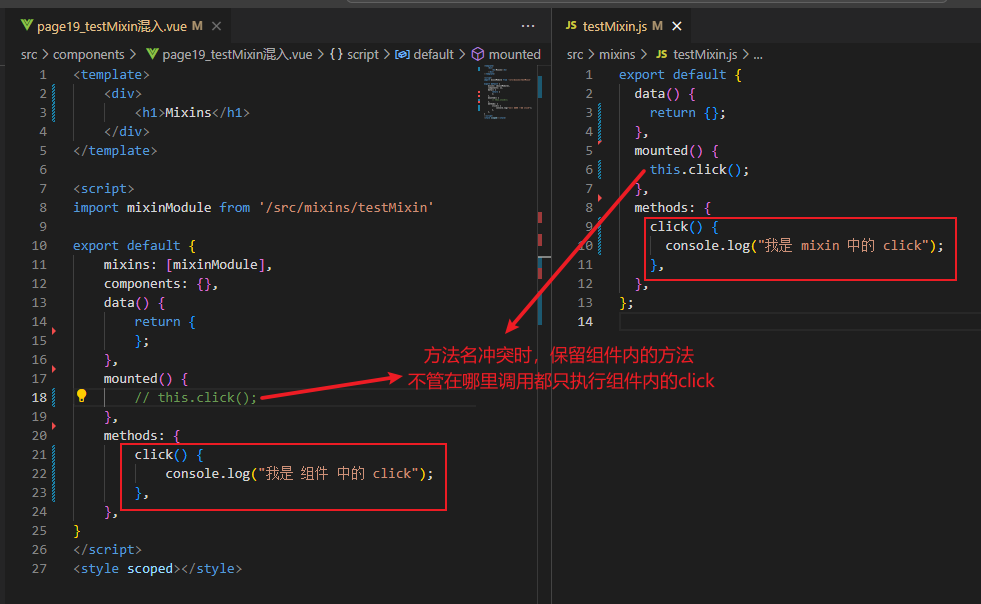 page19_testMixin混入.vue M
src > components > page19_testMixin混入.vue > {} script > default > mounted
1 <template>
2 <div>
3 <h1>Mixins</h1>
4 </div>
5 </template>
6
7 <script>
8 import mixinModule from '/src/mixins/testMixin'
9
10 export default {
11 mixins: [mixinModule],
12 components: {},
13 data() {
14 return {
15 };
16 },
17 mounted() {
18 // this.click();
19 },
20 methods: {
21 click() {
22 console.log("我是 组件 中的 click");
23 },
24 },
25 }
26 </script>
27 <style scoped></style>
JS testMixin.js M
src > mixins > JS testMixin.js > ...
1 export default {
2 data() {
3 return {};
4 },
5 mounted() {
6 this.click();
7 },
8 methods: {
9 click() {
10 console.log("我是 mixin 中的 click");
11 },
12 },
13 };
14
方法名冲突时，保留组件内的方法
不管在哪里调用都只执行组件内的click